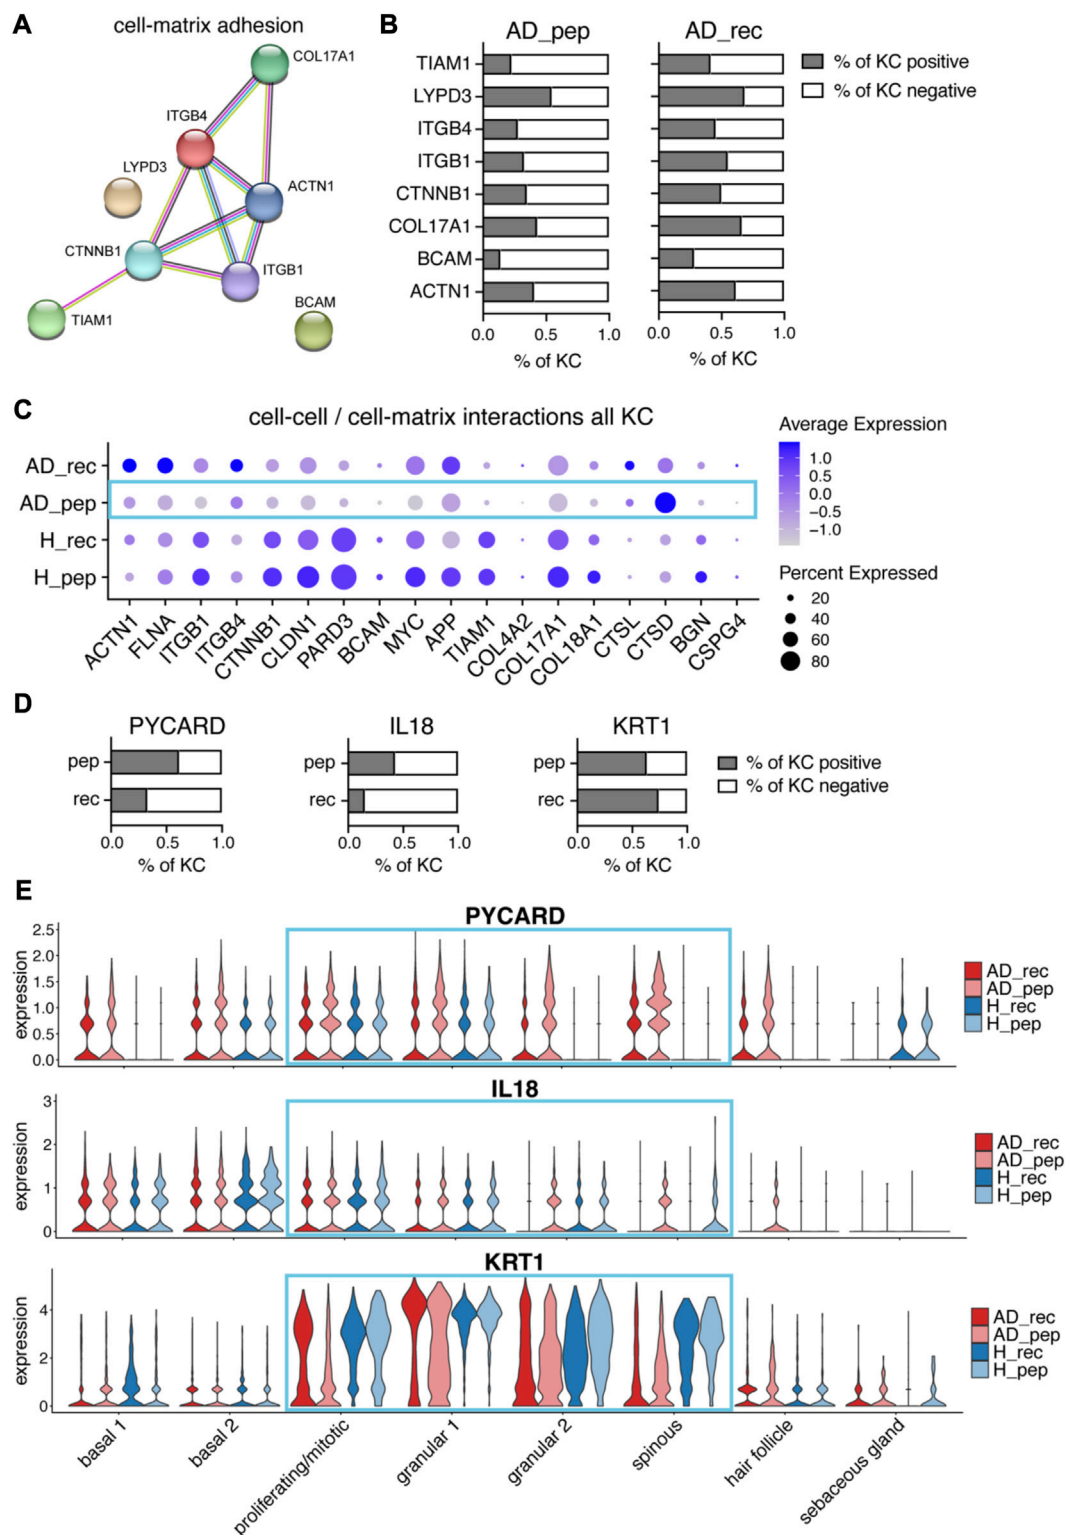 A
cell-matrix adhesion
COL17A1
ITGB4
LYPD3
ACTN1
CTNNB1
ITGB1
TIAM1
BCAM
B
AD_pep
AD_rec
TIAM1
LYPD3
ITGB4
ITGB1
CTNNB1
COL17A1
BCAM
ACTN1
0.0 0.5 1.0
% of KC
0.0 0.5 1.0
% of KC
% of KC positive
% of KC negative
C
cell-cell / cell-matrix interactions all KC
AD_rec
AD_pep
H_rec
H_pep
ACTN1 FLNA ITGB1 ITGB4 CTNNB1 CLDN1 PARD3 BCAM MYC APP TIAM1 COL4A2 COL17A1 COL18A1 CTSL CTSD BGN CSPG4
Average Expression
1.0
0.5
0.0
−0.5
−1.0
Percent Expressed
20
40
60
80
D
PYCARD
pep
rec
0.0 0.5 1.0
% of KC
IL18
pep
rec
0.0 0.5 1.0
% of KC
KRT1
pep
rec
0.0 0.5 1.0
% of KC
% of KC positive
% of KC negative
E
PYCARD
expression
2.5
2.0
1.5
1.0
0.5
0.0
AD_rec
AD_pep
H_rec
H_pep
IL18
expression
3
2
1
0
AD_rec
AD_pep
H_rec
H_pep
KRT1
expression
4
2
0
AD_rec
AD_pep
H_rec
H_pep
basal 1
basal 2
proliferating/mitotic
granular 1
granular 2
spinous
hair follicle
sebaceous gland